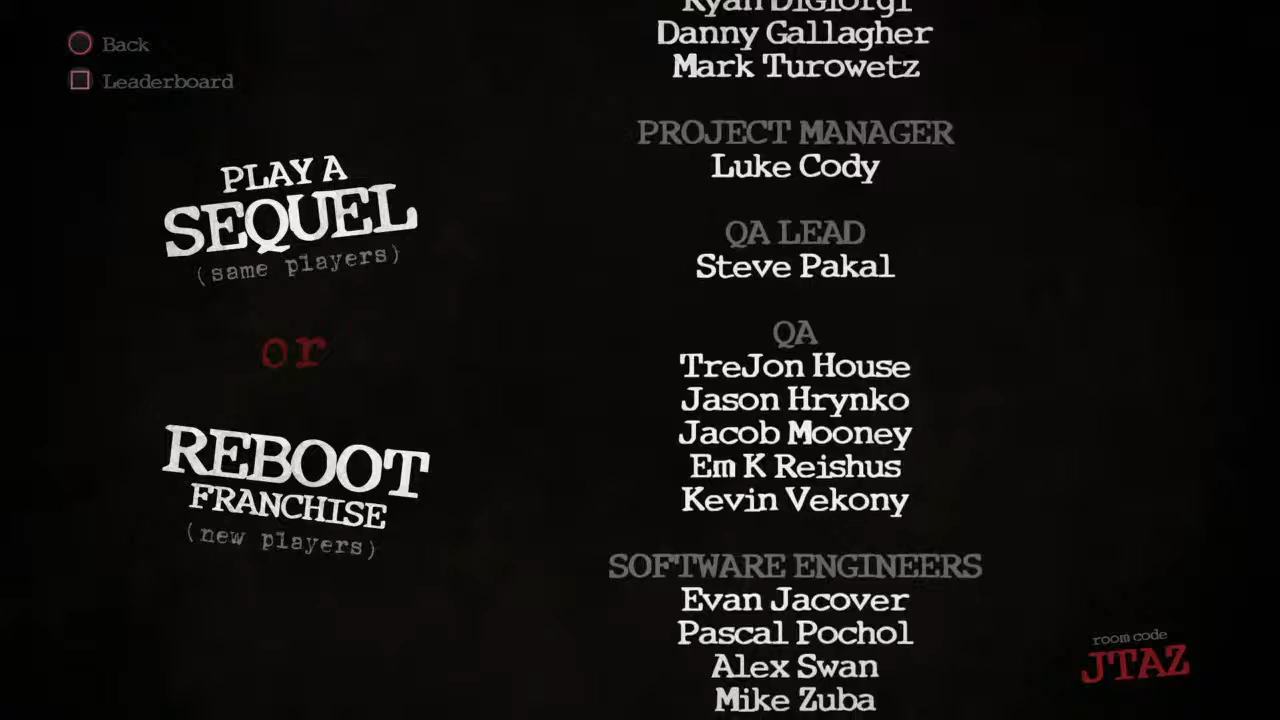 Back
Leaderboard
PLAY A
SEQUEL
(same players)
or
REBOOT
FRANCHISE
(new players)
Ryan DiGiorgi
Danny Gallagher
Mark Turowetz
PROJECT MANAGER
Luke Cody
QA LEAD
Steve Pakal
QA
TreJon House
Jason Hrynko
Jacob Mooney
Em K Reishus
Kevin Vekony
SOFTWARE ENGINEERS
Evan Jacover
Pascal Pochol
Alex Swan
Mike Zuba
room code
JTAZ